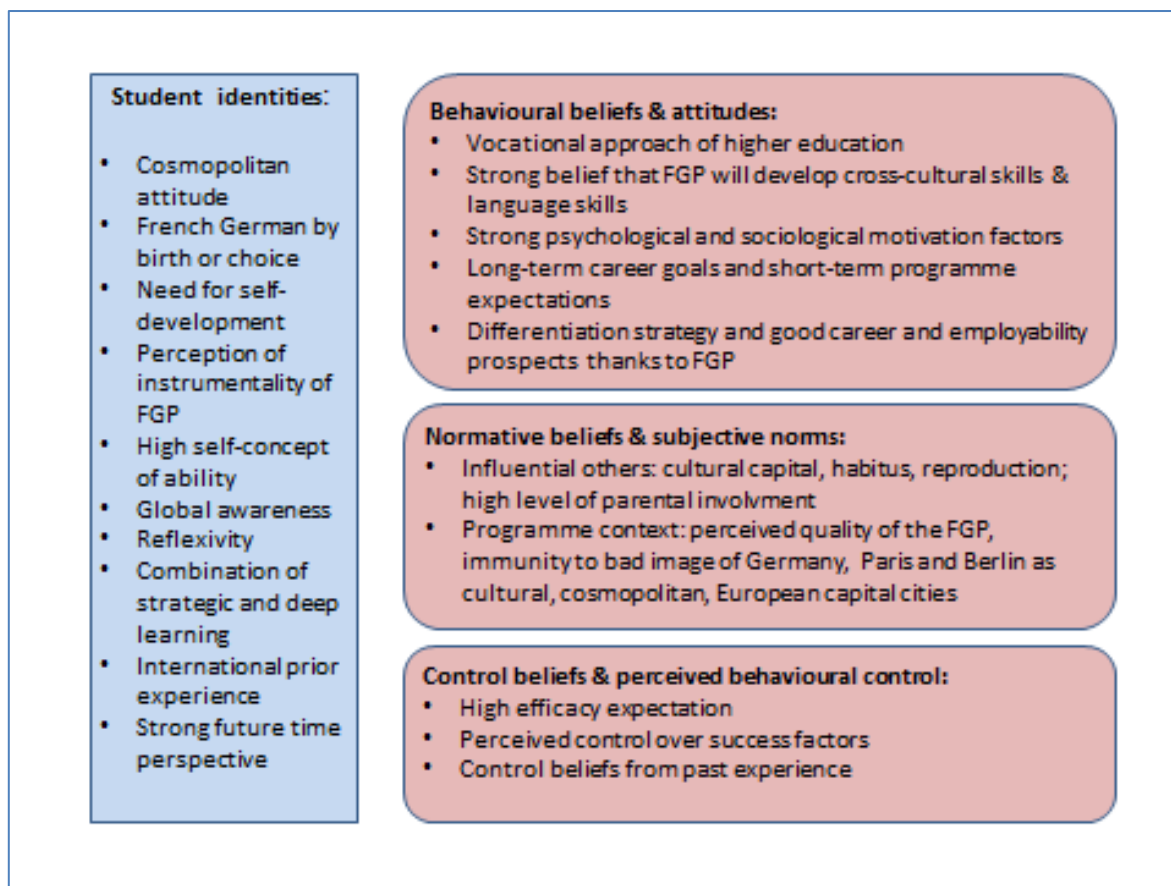 Student identities:
• Cosmopolitan
attitude
• French German by
birth or choice
• Need for self-
development
• Perception of
instrumentality of
FGP
• High self-concept
of ability
• Global awareness
• Reflexivity
• Combination of
strategic and deep
learning
• International prior
experience
• Strong future time
perspective
Behavioural beliefs & attitudes:
• Vocational approach of higher education
• Strong belief that FGP will develop cross-cultural skills &
language skills
• Strong psychological and sociological motivation factors
• Long-term career goals and short-term programme
expectations
• Differentiation strategy and good career and employability
prospects thanks to FGP
Normative beliefs & subjective norms:
• Influential others: cultural capital, habitus, reproduction;
high level of parental involvment
• Programme context: perceived quality of the FGP,
immunity to bad image of Germany, Paris and Berlin as
cultural, cosmopolitan, European capital cities
Control beliefs & perceived behavioural control:
• High efficacy expectation
• Perceived control over success factors
• Control beliefs from past experience